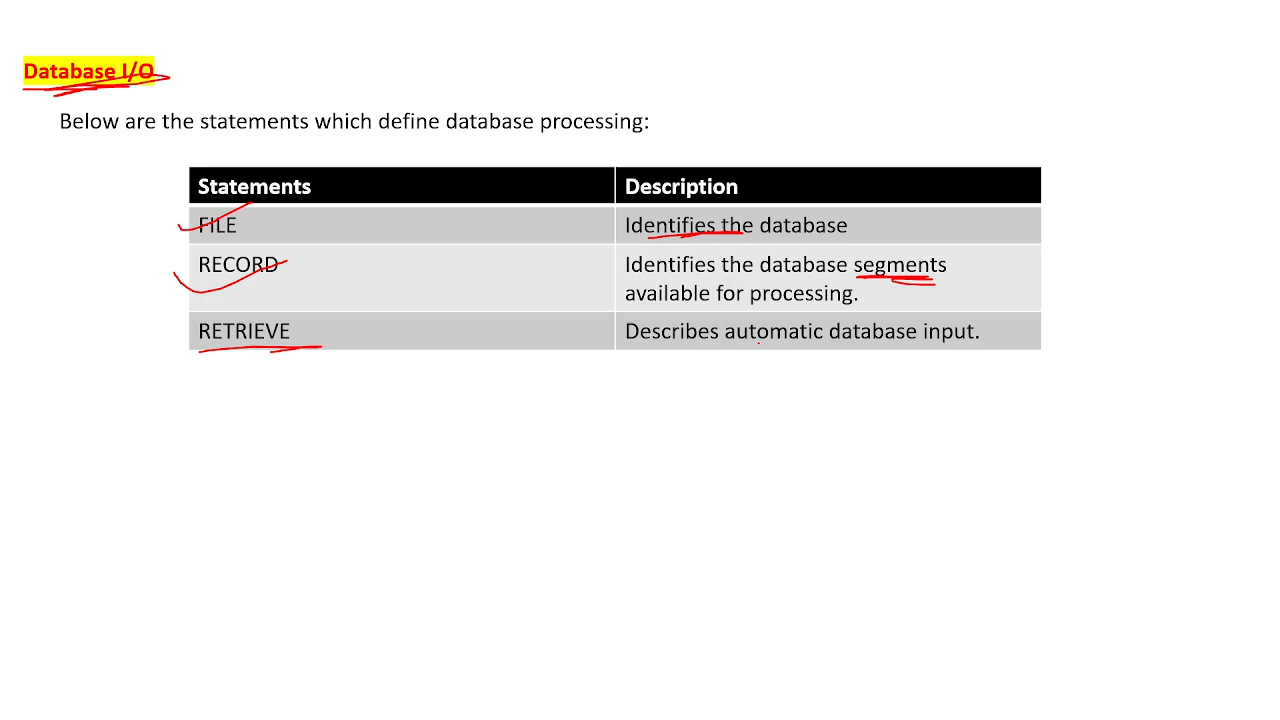 Database I/O
Below are the statements which define database processing:
Statements Description
FILE Identifies the database
RECORD Identifies the database segments
available for processing.
RETRIEVE Describes automatic database input.